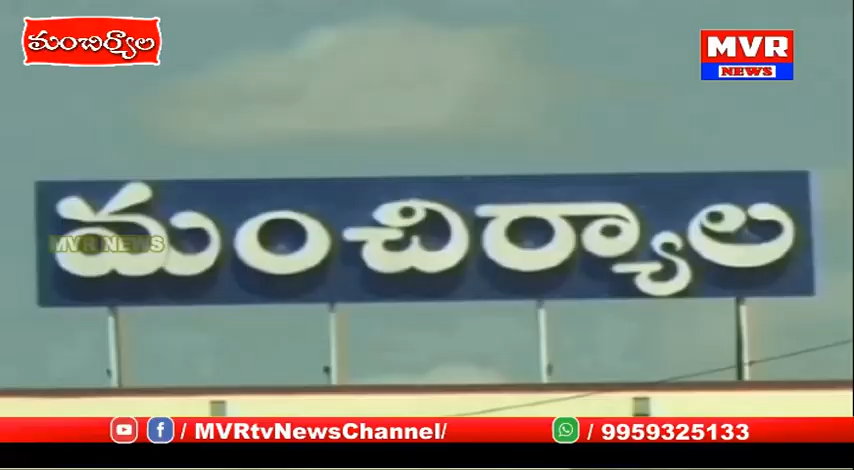 మంచిర్యాల
MVR
NEWS
మంచిర్యాల
MVR NEWS
/ MVRtvNewsChannel/
/ 9959325133